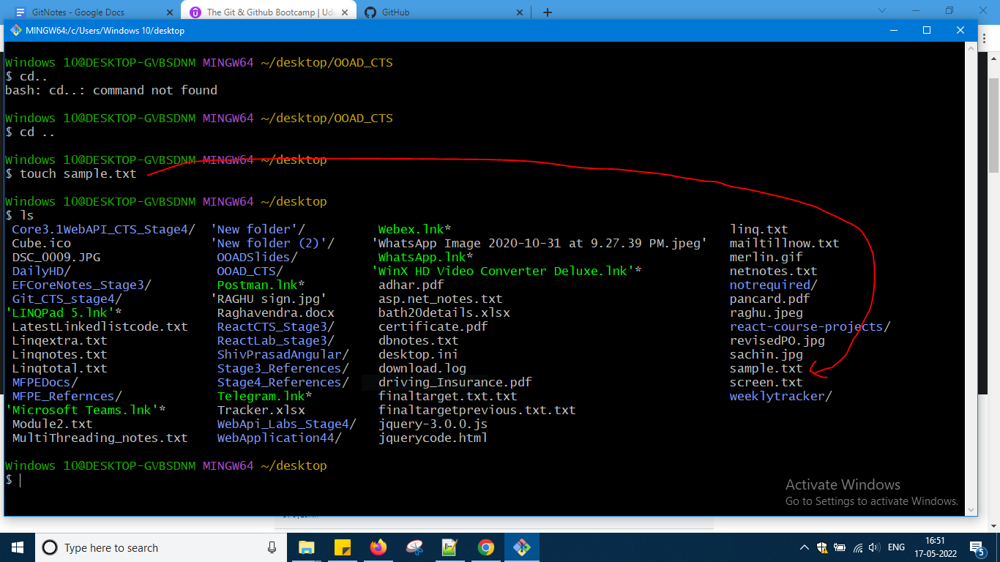 GitNotes - Google Docs
The Git & Github Bootcamp | Ud
GitHub
MINGW64:/c/Users/Windows 10/desktop
Windows 10@DESKTOP-GVBSDNM MINGW64 ~/desktop/OOAD_CTS
$ cd..
bash: cd..: command not found
Windows 10@DESKTOP-GVBSDNM MINGW64 ~/desktop/OOAD_CTS
$ cd ..
Windows 10@DESKTOP-GVBSDNM MINGW64 ~/desktop
$ touch sample.txt
Windows 10@DESKTOP-GVBSDNM MINGW64 ~/desktop
$ ls
Core3.1WebAPI_CTS_Stage4/ 'New folder'/ Webex.lnk* linq.txt
Cube.ico 'New folder (2)'/ 'WhatsApp Image 2020-10-31 at 9.27.39 PM.jpeg' mailtillnow.txt
DSC_0009.JPG OOADSlides/ WhatsApp.lnk* merlin.gif
DailyHD/ OOAD_CTS/ 'WinX HD Video Converter Deluxe.lnk'* netnotes.txt
EFCoreNotes_Stage3/ Postman.lnk* adhar.pdf notrequired/
Git_CTS_stage4/ 'RAGHU sign.jpg' asp.net_notes.txt pancard.pdf
'LINQPad 5.lnk'* Raghavendra.docx bath20details.xlsx raghu.jpeg
LatestLinkedlistcode.txt ReactCTS_Stage3/ certificate.pdf react-course-projects/
Linqextra.txt ReactLab_stage3/ dbnotes.txt revisedPO.jpg
Linqnotes.txt ShivPrasadAngular/ desktop.ini sachin.jpg
Linqtotal.txt Stage3_References/ download.log sample.txt
MFPEDocs/ Stage4_References/ driving_Insurance.pdf screen.txt
MFPE_Refernces/ Telegram.lnk* finaltarget.txt.txt weeklytracker/
'Microsoft Teams.lnk'* Tracker.xlsx finaltargetprevious.txt.txt
Module2.txt WebApi_Labs_Stage4/ jquery-3.0.0.js
MultiThreading_notes.txt WebApplication44/ jquerycode.html
Windows 10@DESKTOP-GVBSDNM MINGW64 ~/desktop
$
Activate Windows
Go to Settings to activate Windows.
Type here to search
ENG
16:51
17-05-2022
5